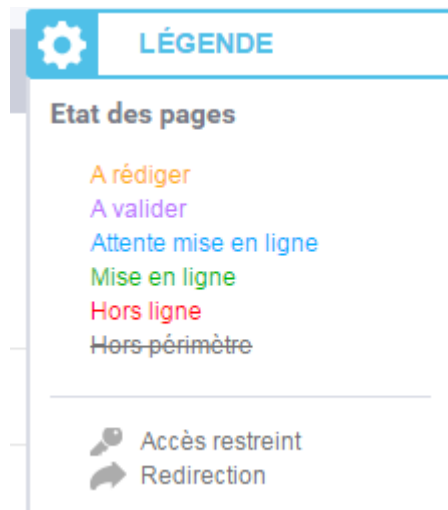 LÉGENDE
Etat des pages
A rédiger
A valider
Attente mise en ligne
Mise en ligne
Hors ligne
Hors périmètre
Accès restreint
Redirection